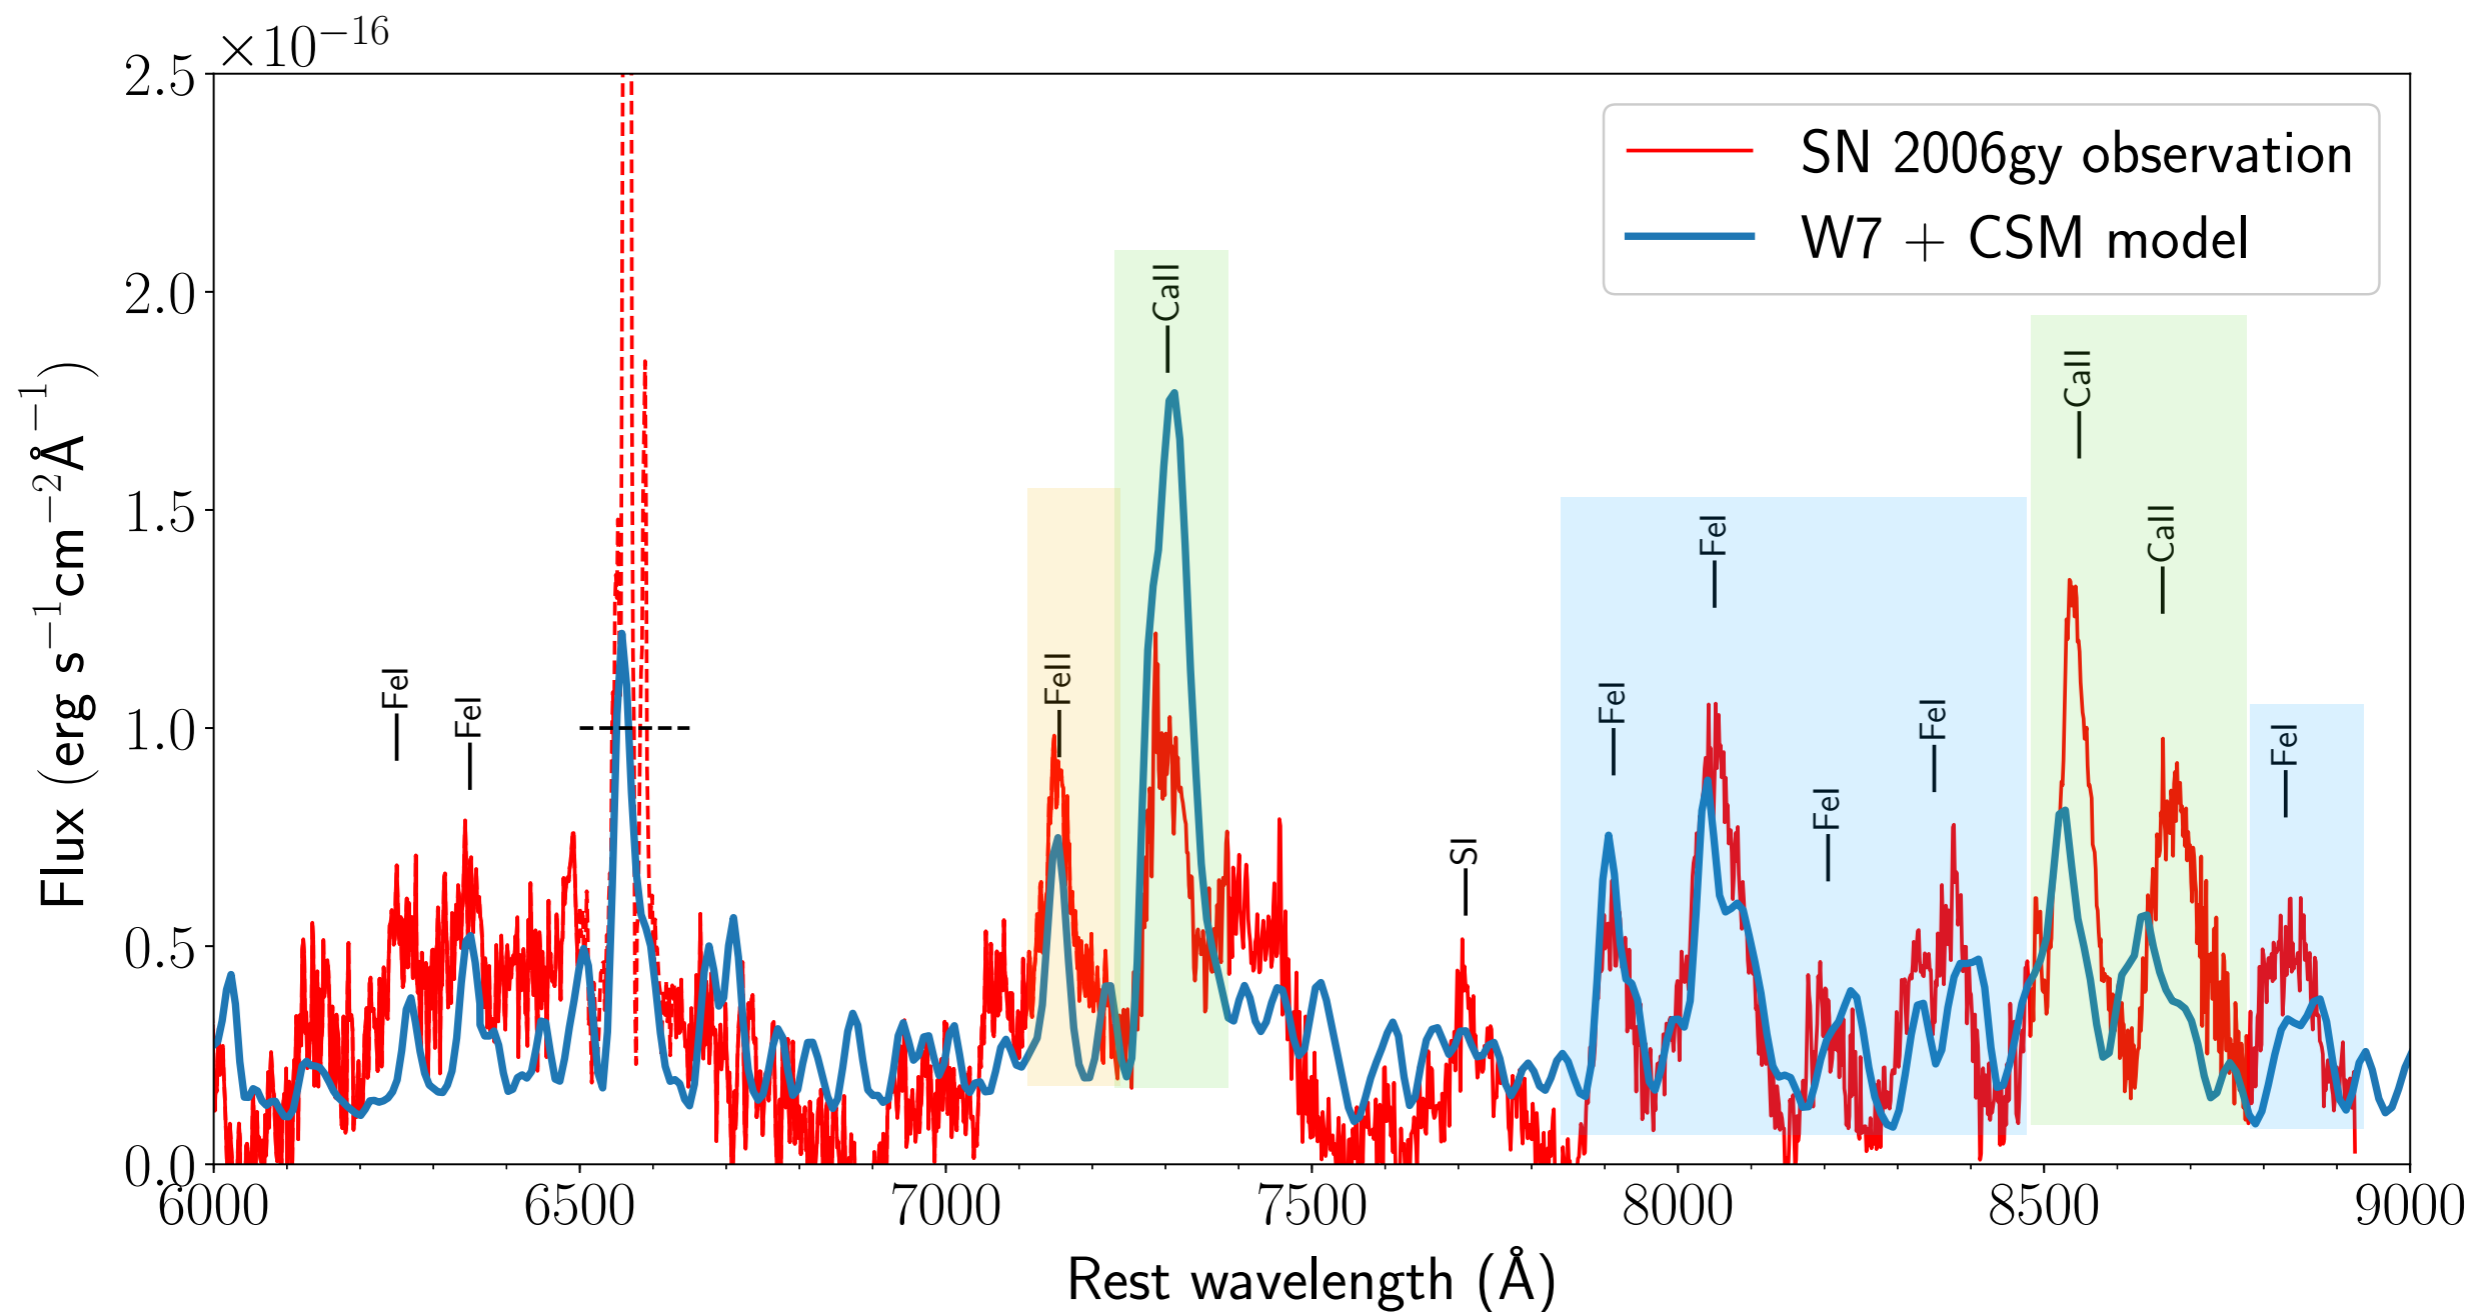 ×10⁻¹⁶
2.5
2.0
1.5
1.0
0.5
0.0
Flux (erg s⁻¹cm⁻²Å⁻¹)
SN 2006gy observation
W7 + CSM model
FeI
FeI
FeII
CaII
SI
FeI
FeI
FeI
FeI
CaII
CaII
FeI
6000
6500
7000
7500
8000
8500
9000
Rest wavelength (Å)